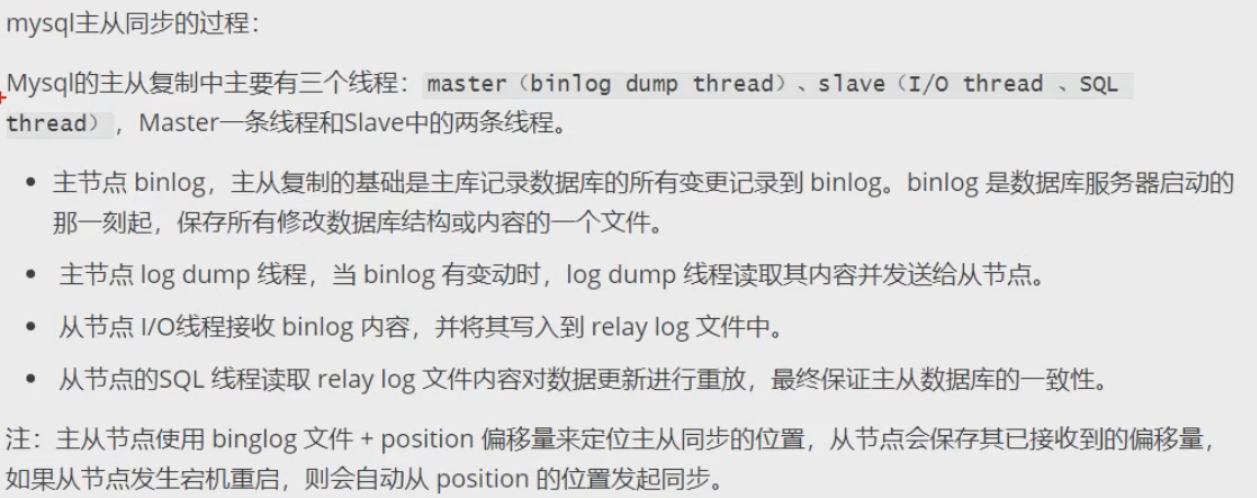 mysql主从同步的过程：
Mysql的主从复制中主要有三个线程：master（binlog dump thread）、slave（I/O thread 、SQL
thread），Master一条线程和Slave中的两条线程。
• 主节点 binlog，主从复制的基础是主库记录数据库的所有变更记录到 binlog。binlog 是数据库服务器启动的
那一刻起，保存所有修改数据库结构或内容的一个文件。
• 主节点 log dump 线程，当 binlog 有变动时，log dump 线程读取其内容并发送给从节点。
• 从节点 I/O线程接收 binlog 内容，并将其写入到 relay log 文件中。
• 从节点的SQL 线程读取 relay log 文件内容对数据更新进行重放，最终保证主从数据库的一致性。
注：主从节点使用 binglog 文件 + position 偏移量来定位主从同步的位置，从节点会保存其已接收到的偏移量，
如果从节点发生宕机重启，则会自动从 position 的位置发起同步。